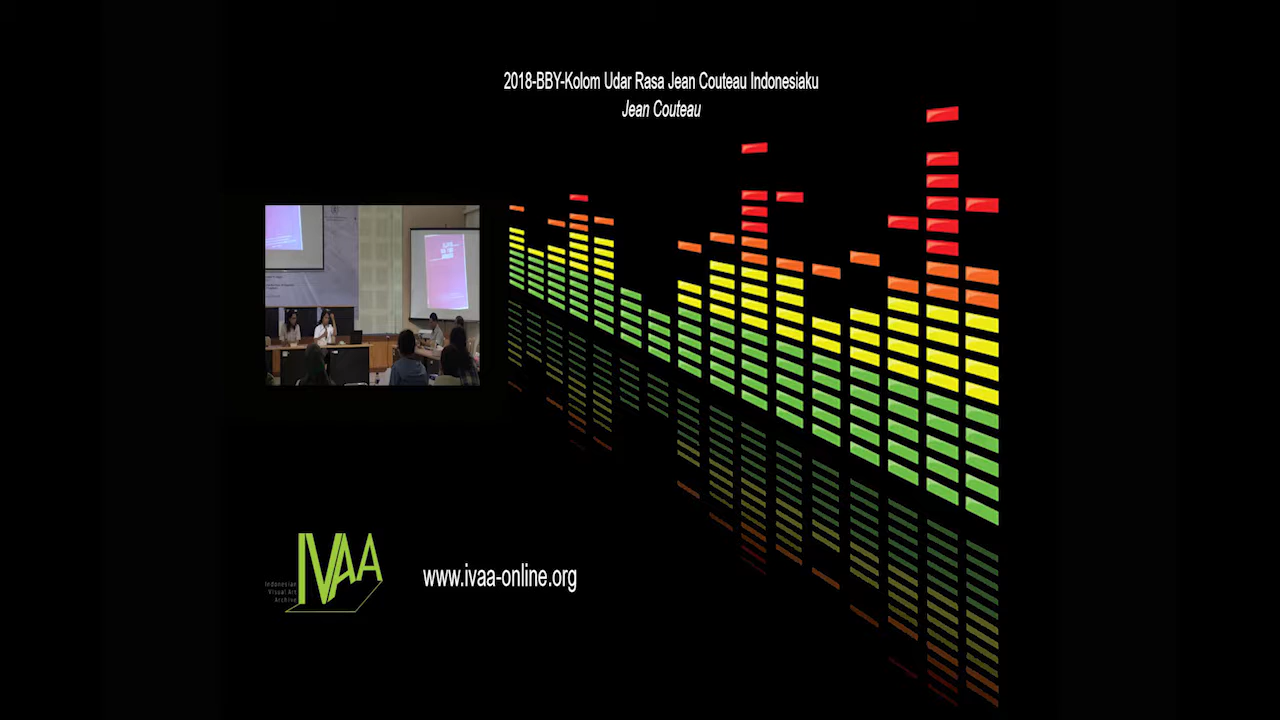 2018-BBY-Kolom Udar Rasa Jean Couteau Indonesiaku
Jean Couteau
IVAA
Indonesian
Visual Art
Archive
www.ivaa-online.org